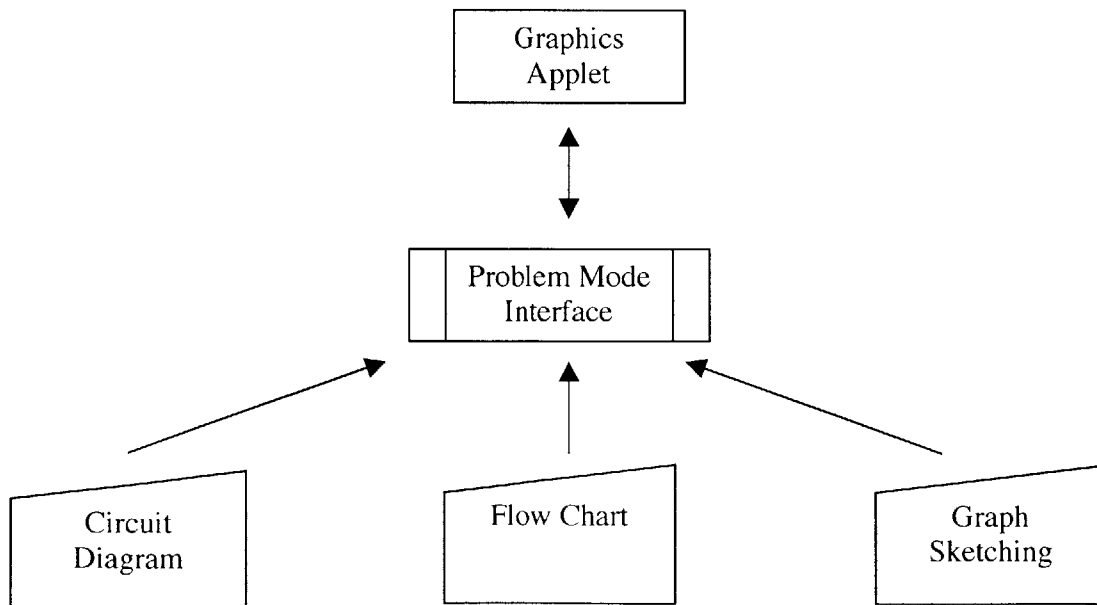 Graphics
Applet
Problem Mode
Interface
Circuit
Diagram
Flow Chart
Graph
Sketching